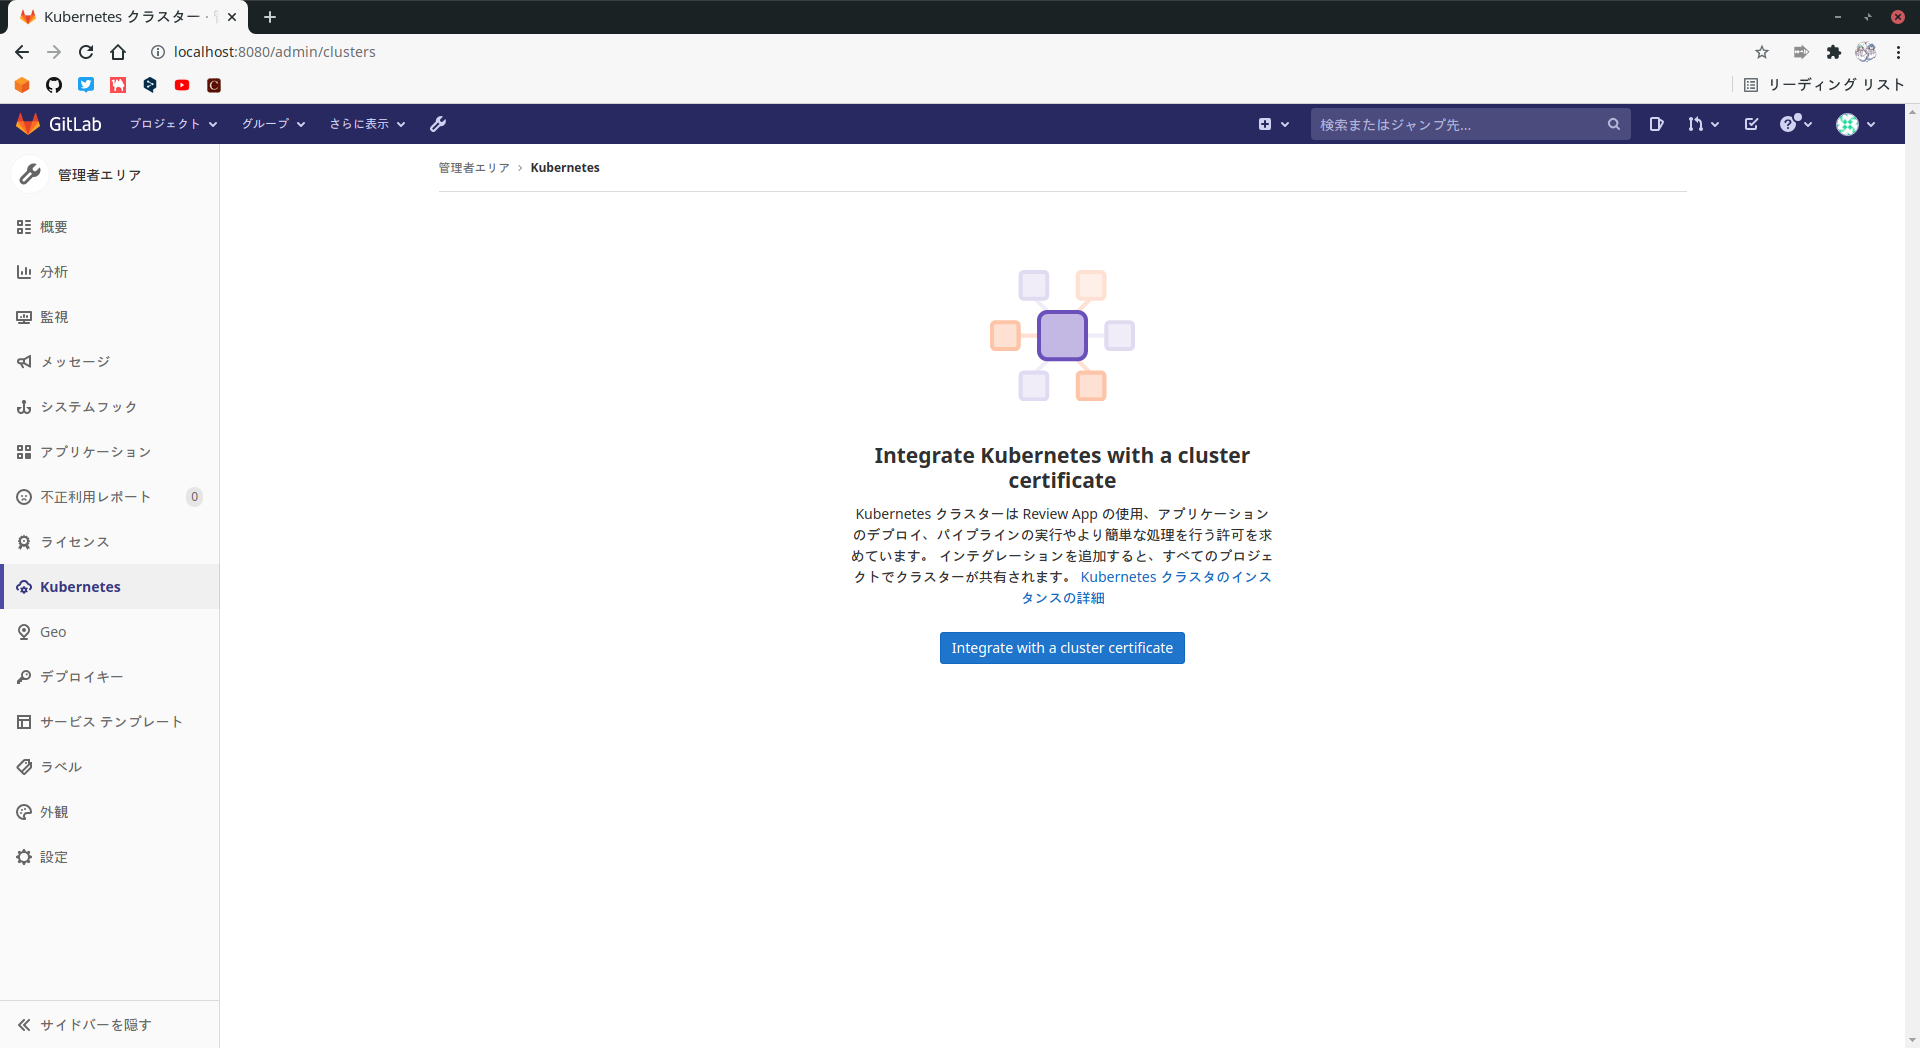 Kubernetes クラスター ·
localhost:8080/admin/clusters
リーディング リスト
GitLab プロジェクト グループ さらに表示 検索またはジャンプ先...
管理者エリア
管理者エリア › Kubernetes
概要
分析
監視
メッセージ
システムフック
アプリケーション
不正利用レポート 0
ライセンス
Kubernetes
Geo
デプロイキー
サービス テンプレート
ラベル
外観
設定
サイドバーを隠す
Integrate Kubernetes with a cluster
certificate
Kubernetes クラスターは Review App の使用、アプリケーション
のデプロイ、パイプラインの実行やより簡単な処理を行う許可を求
めています。 インテグレーションを追加すると、すべてのプロジェ
クトでクラスターが共有されます。 Kubernetes クラスタのインス
タンスの詳細
Integrate with a cluster certificate